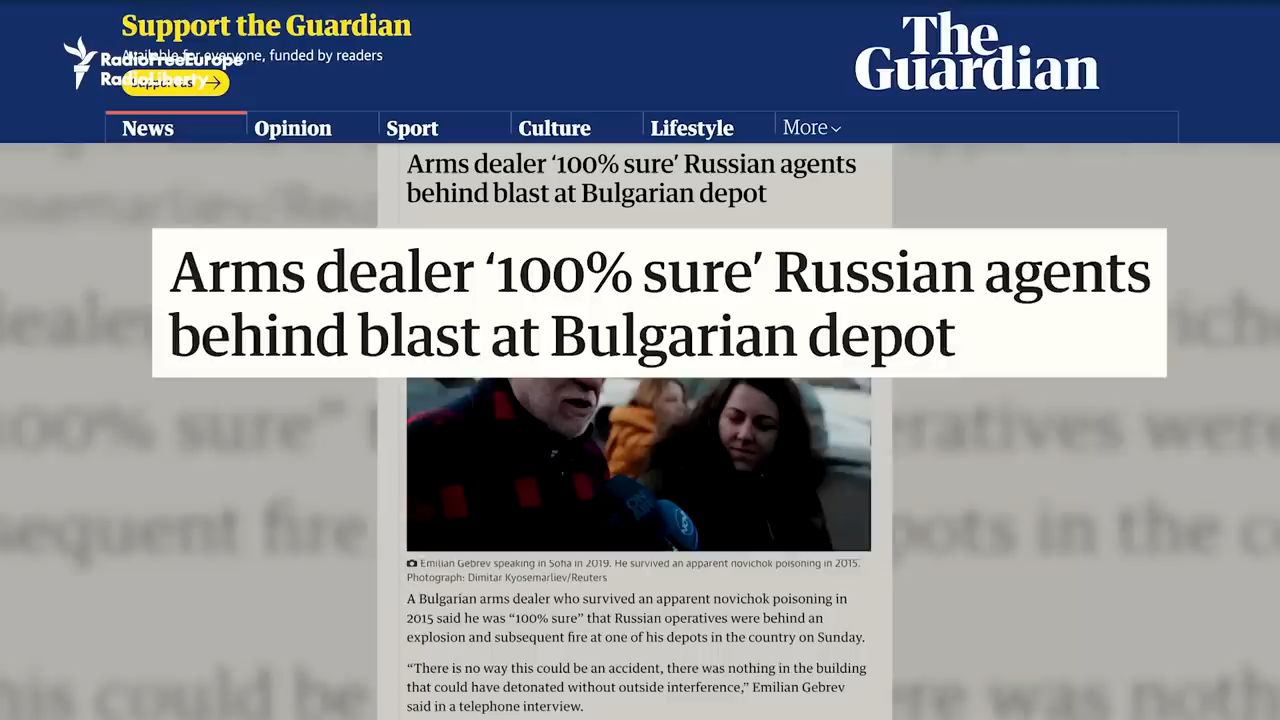 Support the Guardian
Available for everyone, funded by readers
Support us →
RadioFreeEurope
RadioLiberty
The
Guardian
News
Opinion
Sport
Culture
Lifestyle
More
Arms dealer ‘100% sure’ Russian agents
behind blast at Bulgarian depot
Arms dealer ‘100% sure’ Russian agents
behind blast at Bulgarian depot
Emilian Gebrev speaking in Sofia in 2019. He survived an apparent novichok poisoning in 2015.
Photograph: Dimitar Kyosemarliev/Reuters
A Bulgarian arms dealer who survived an apparent novichok poisoning in
2015 said he was “100% sure” that Russian operatives were behind an
explosion and subsequent fire at one of his depots in the country on Sunday.
“There is no way this could be an accident, there was nothing in the building
that could have detonated without outside interference,” Emilian Gebrev
said in a telephone interview.